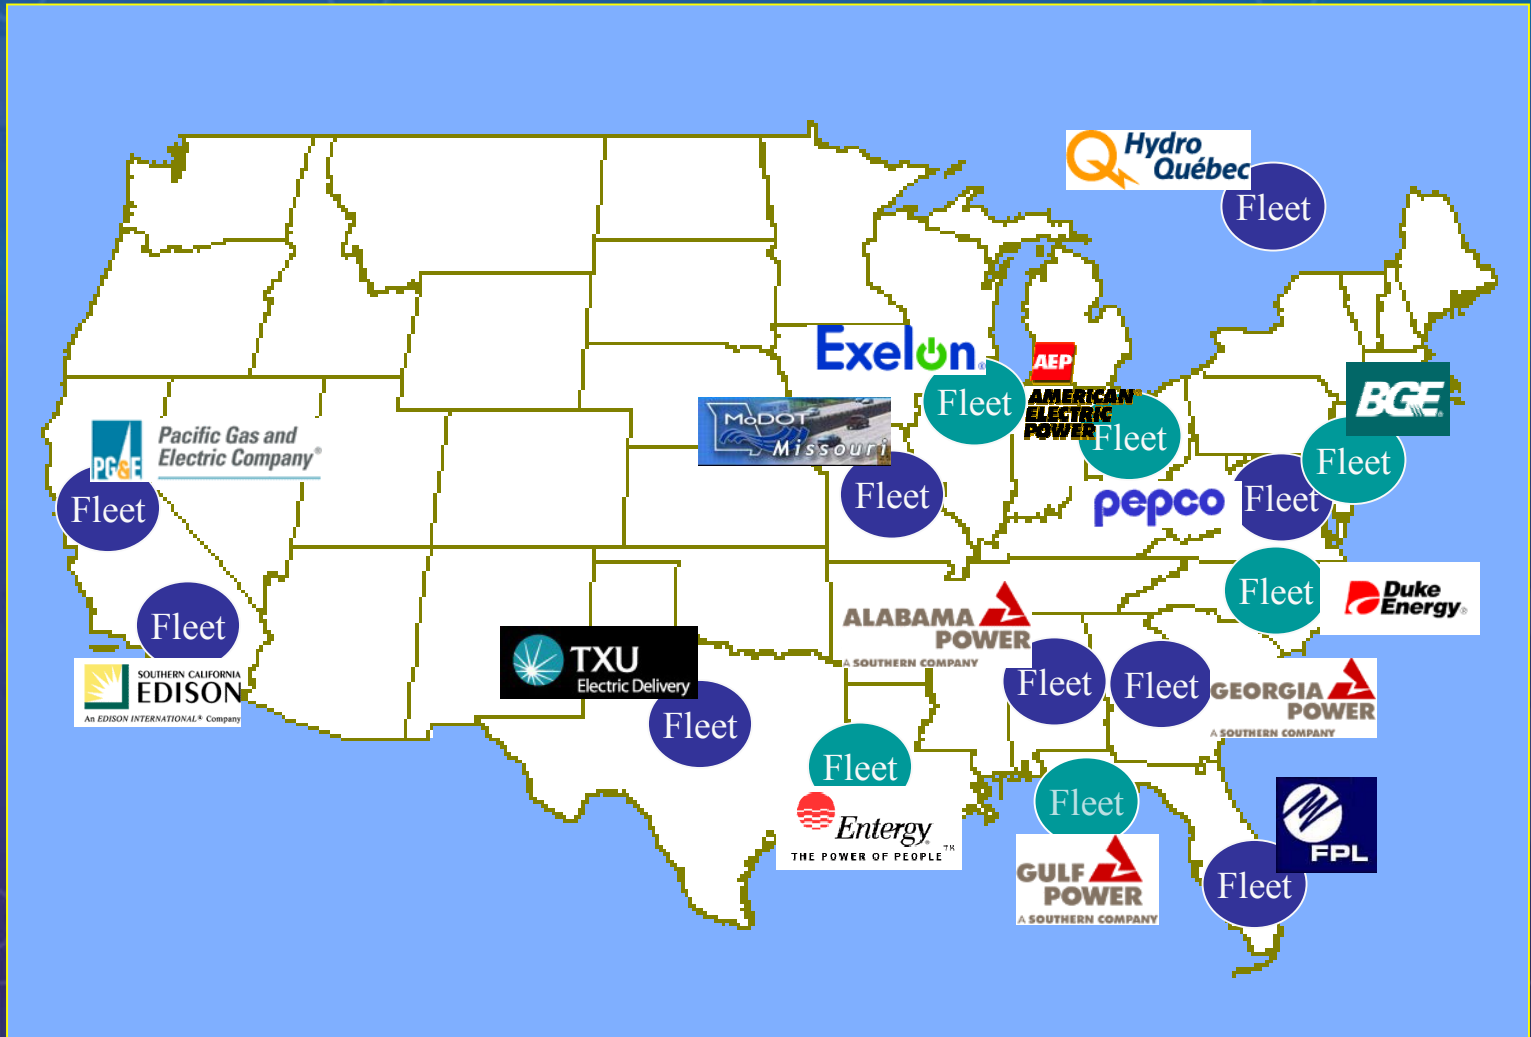 Hydro
Québec
Fleet
Exelon
Fleet
AEP
AMERICAN
ELECTRIC
POWER
Fleet
BGE
Fleet
MoDOT
Missouri
Fleet
PG&E
Pacific Gas and
Electric Company®
Fleet
pepco
Fleet
Fleet
Duke
Energy®
Fleet
SOUTHERN CALIFORNIA
EDISON
An EDISON INTERNATIONAL® Company
TXU
Electric Delivery
Fleet
ALABAMA
POWER
A SOUTHERN COMPANY
Fleet
Fleet
GEORGIA
POWER
A SOUTHERN COMPANY
Fleet
Entergy
THE POWER OF PEOPLE™
Fleet
GULF
POWER
A SOUTHERN COMPANY
FPL
Fleet